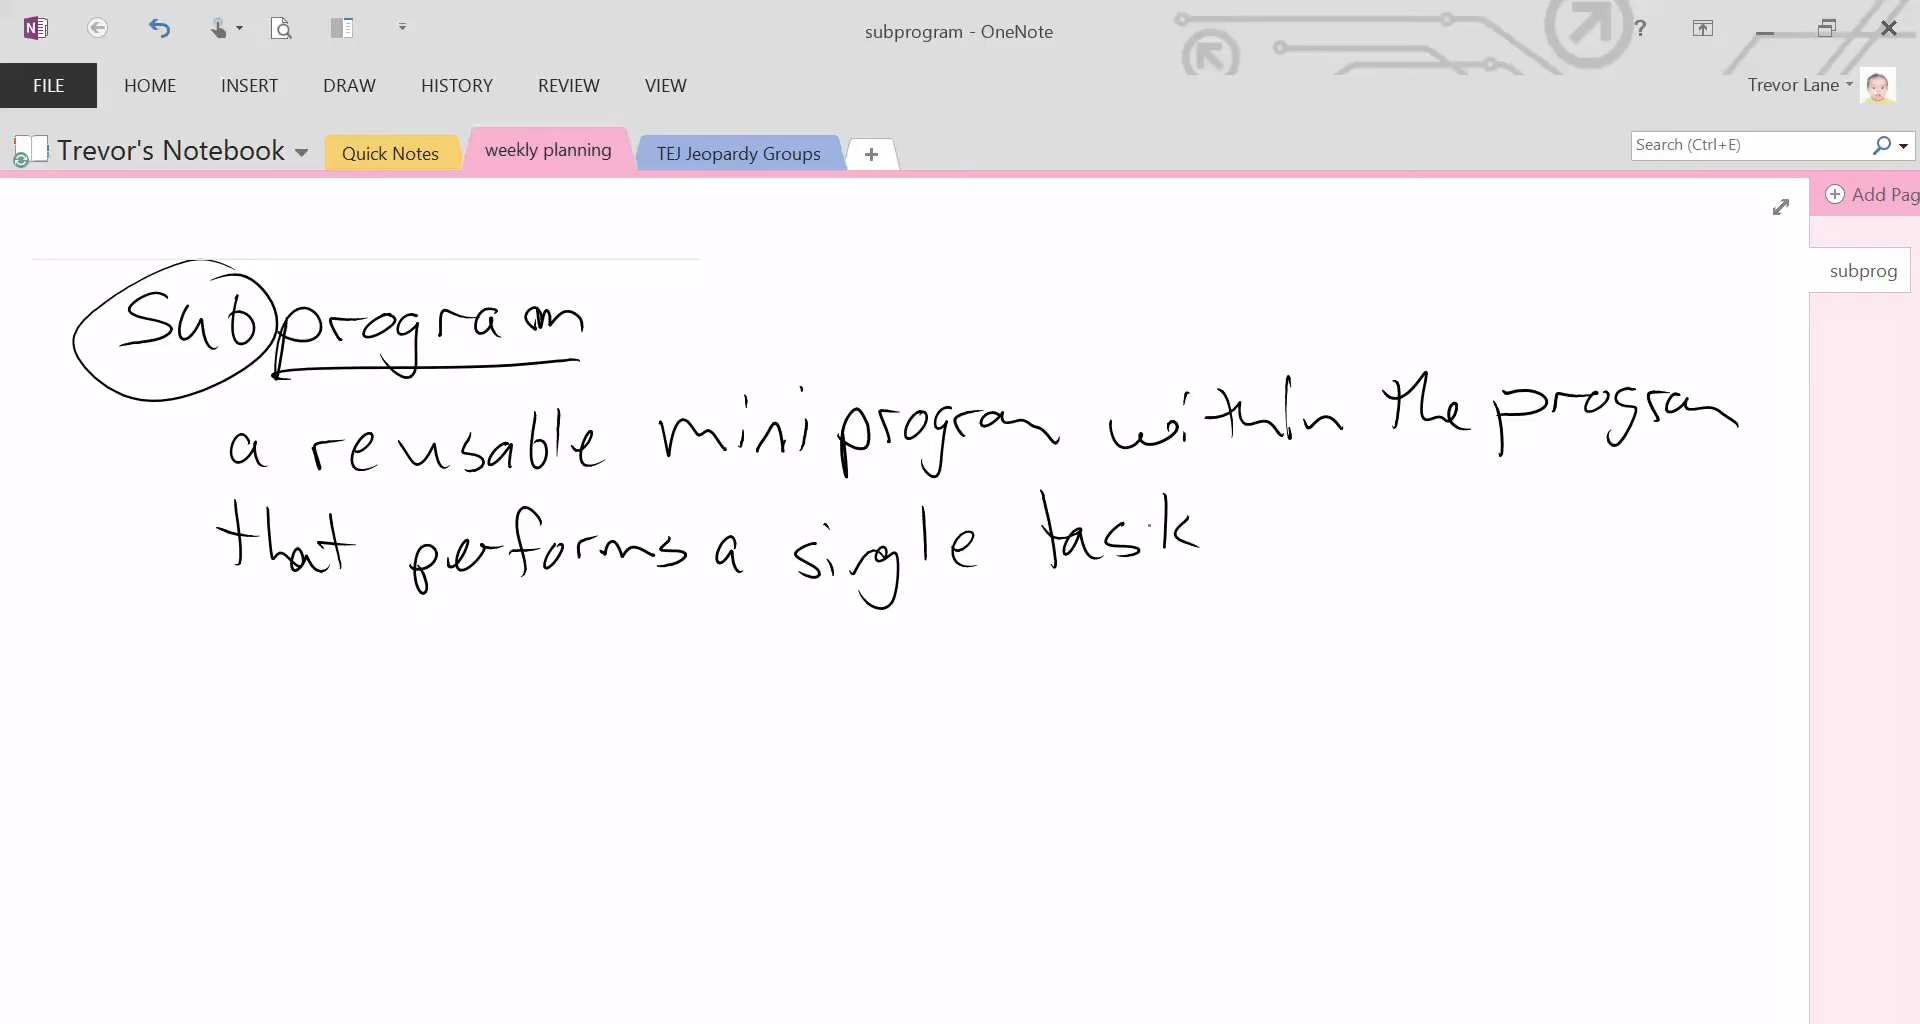 subprogram - OneNote
?
FILE HOME INSERT DRAW HISTORY REVIEW VIEW
Trevor Lane
Trevor's Notebook Quick Notes weekly planning TEJ Jeopardy Groups +
Search (Ctrl+E)
Add Pag
subprog
Subprogram
a reusable mini program within the program
that performs a single task